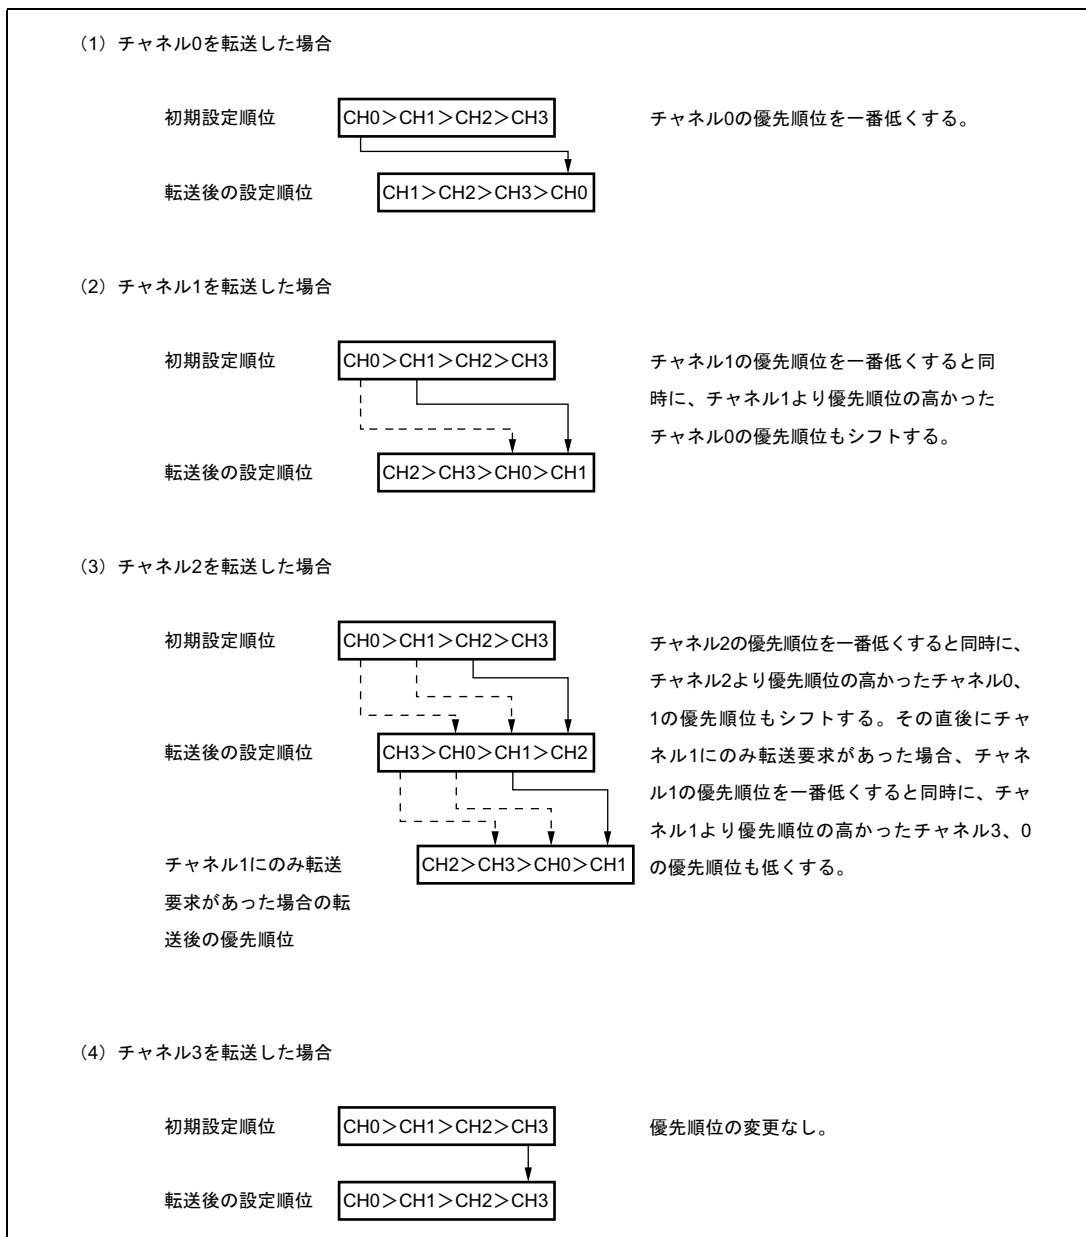 （1）チャネル0を転送した場合
初期設定順位
CH0＞CH1＞CH2＞CH3
チャネル0の優先順位を一番低くする。
転送後の設定順位
CH1＞CH2＞CH3＞CH0
（2）チャネル1を転送した場合
初期設定順位
CH0＞CH1＞CH2＞CH3
チャネル1の優先順位を一番低くすると同
時に、チャネル1より優先順位の高かった
チャネル0の優先順位もシフトする。
転送後の設定順位
CH2＞CH3＞CH0＞CH1
（3）チャネル2を転送した場合
初期設定順位
CH0＞CH1＞CH2＞CH3
チャネル2の優先順位を一番低くすると同時に、
チャネル2より優先順位の高かったチャネル0、
1の優先順位もシフトする。その直後にチャ
ネル1にのみ転送要求があった場合、チャネ
ル1の優先順位を一番低くすると同時に、チャ
ネル1より優先順位の高かったチャネル3、0
の優先順位も低くする。
転送後の設定順位
CH3＞CH0＞CH1＞CH2
チャネル1にのみ転送
要求があった場合の転
送後の優先順位
CH2＞CH3＞CH0＞CH1
（4）チャネル3を転送した場合
初期設定順位
CH0＞CH1＞CH2＞CH3
優先順位の変更なし。
転送後の設定順位
CH0＞CH1＞CH2＞CH3